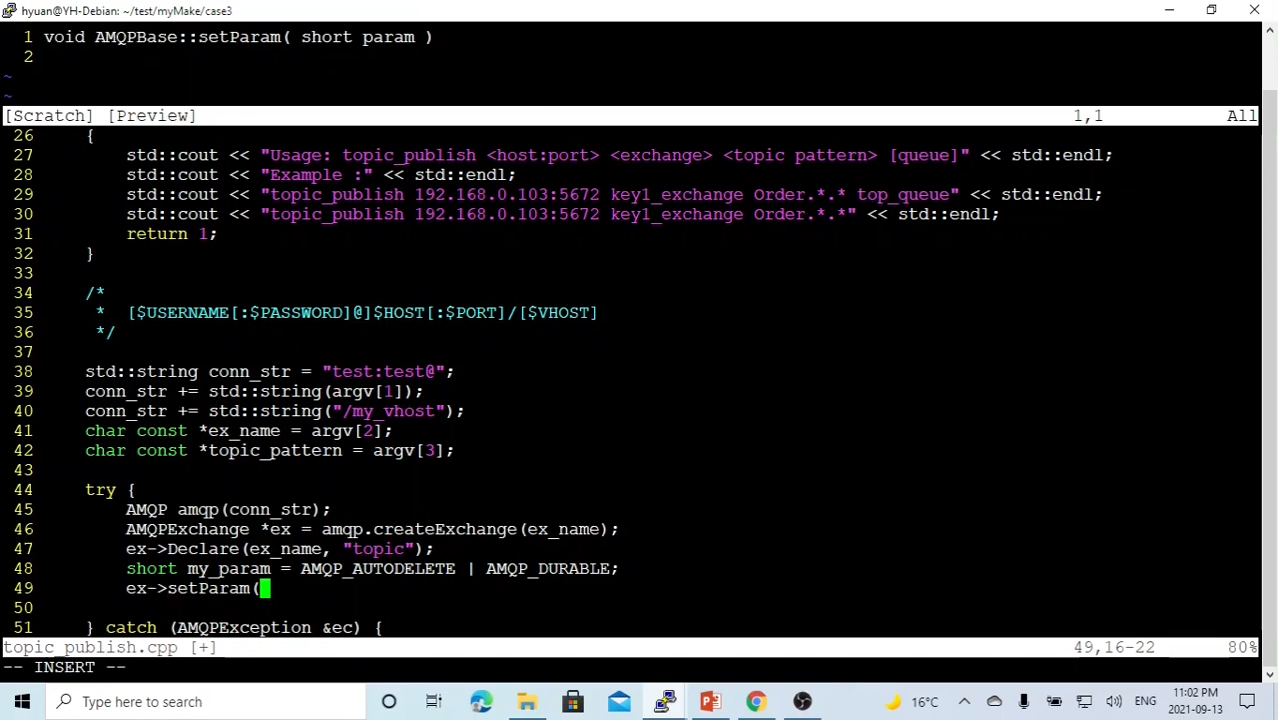 hyuan@YH-Debian: ~/test/myMake/case3
1 void AMQPBase::setParam( short param )
2
~
~
[Scratch] [Preview] 1,1 All
26 {
27 std::cout << "Usage: topic_publish <host:port> <exchange> <topic pattern> [queue]" << std::endl;
28 std::cout << "Example :" << std::endl;
29 std::cout << "topic_publish 192.168.0.103:5672 key1_exchange Order.*.* top_queue" << std::endl;
30 std::cout << "topic_publish 192.168.0.103:5672 key1_exchange Order.*.*" << std::endl;
31 return 1;
32 }
33
34 /*
35 * [$USERNAME[:$PASSWORD]@]$HOST[:$PORT]/[$VHOST]
36 */
37
38 std::string conn_str = "test:test@";
39 conn_str += std::string(argv[1]);
40 conn_str += std::string("/my_vhost");
41 char const *ex_name = argv[2];
42 char const *topic_pattern = argv[3];
43
44 try {
45 AMQP amqp(conn_str);
46 AMQPExchange *ex = amqp.createExchange(ex_name);
47 ex->Declare(ex_name, "topic");
48 short my_param = AMQP_AUTODELETE | AMQP_DURABLE;
49 ex->setParam(
50
51 } catch (AMQPException &ec) {
topic_publish.cpp [+] 49,16-22 80%
-- INSERT --
Type here to search 16°C ENG 11:02 PM
2021-09-13